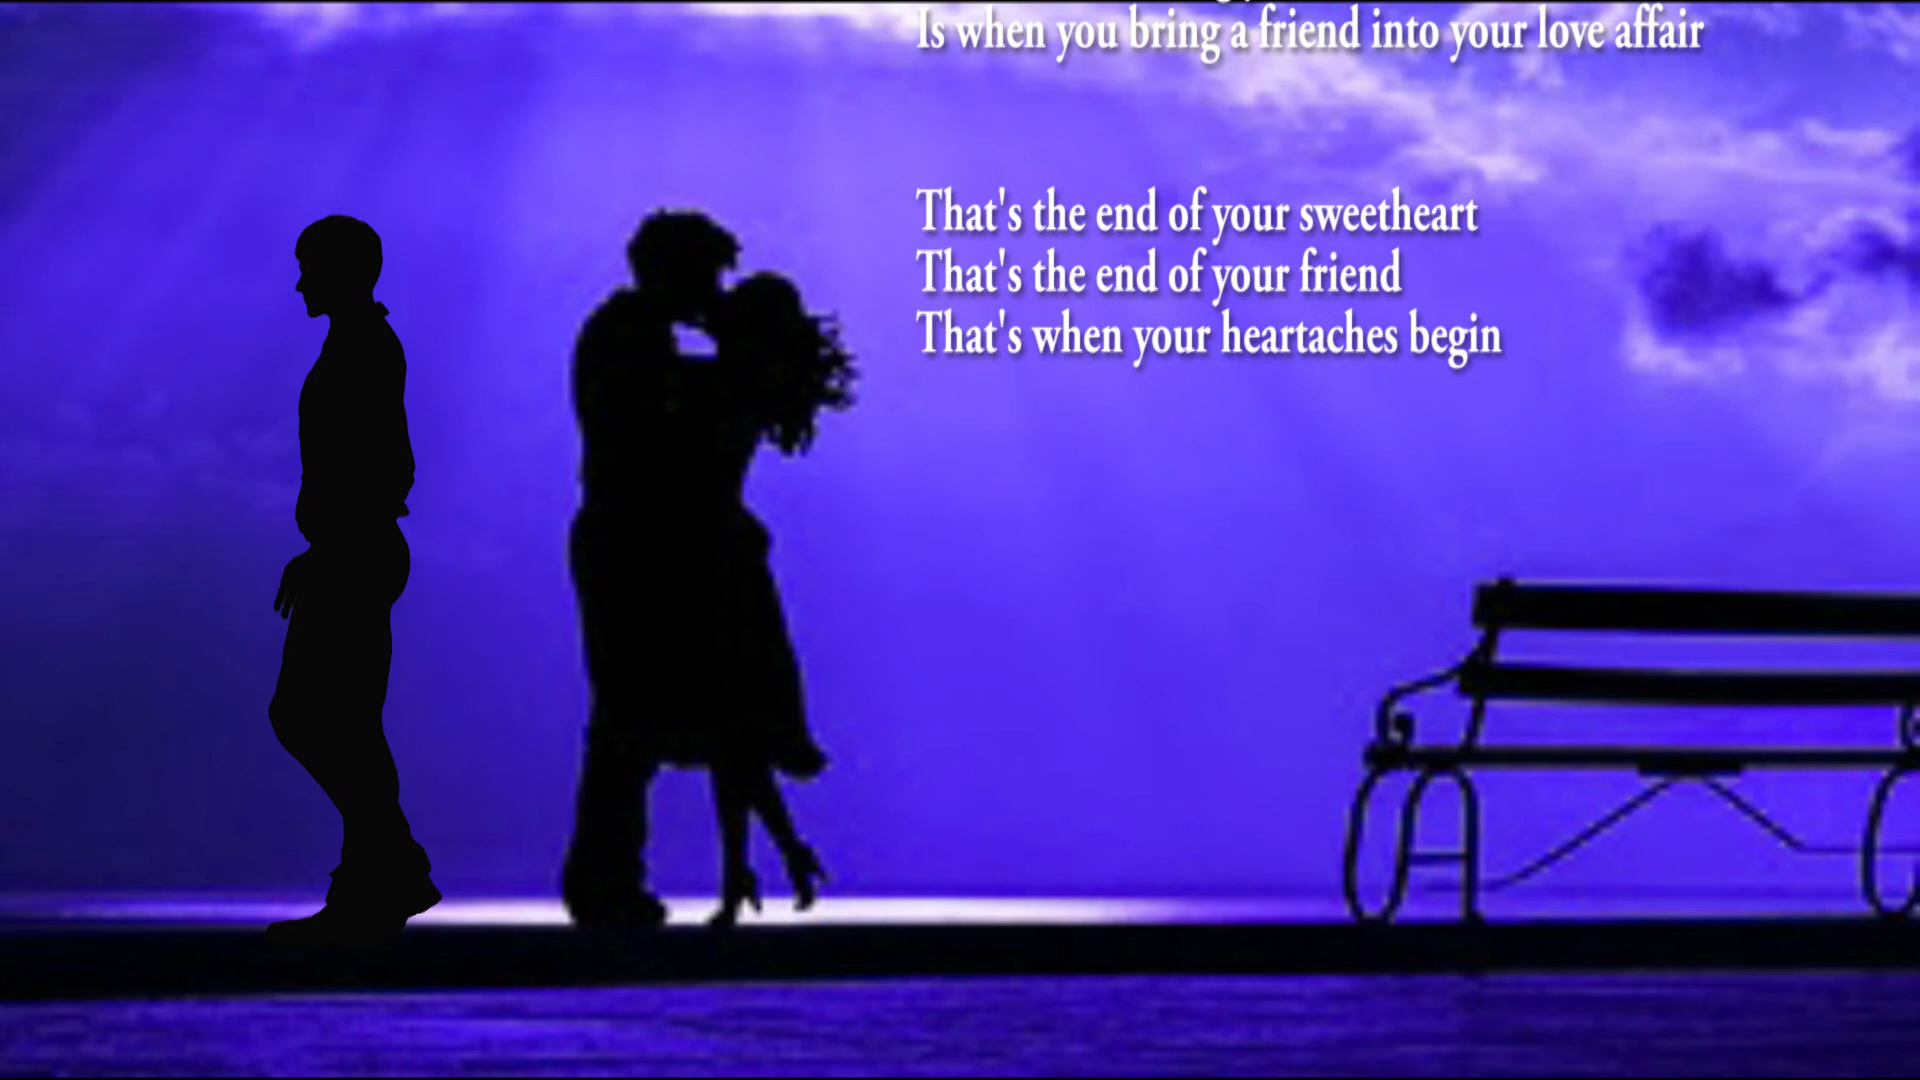 Is when you bring a friend into your love affair
That's the end of your sweetheart
That's the end of your friend
That's when your heartaches begin